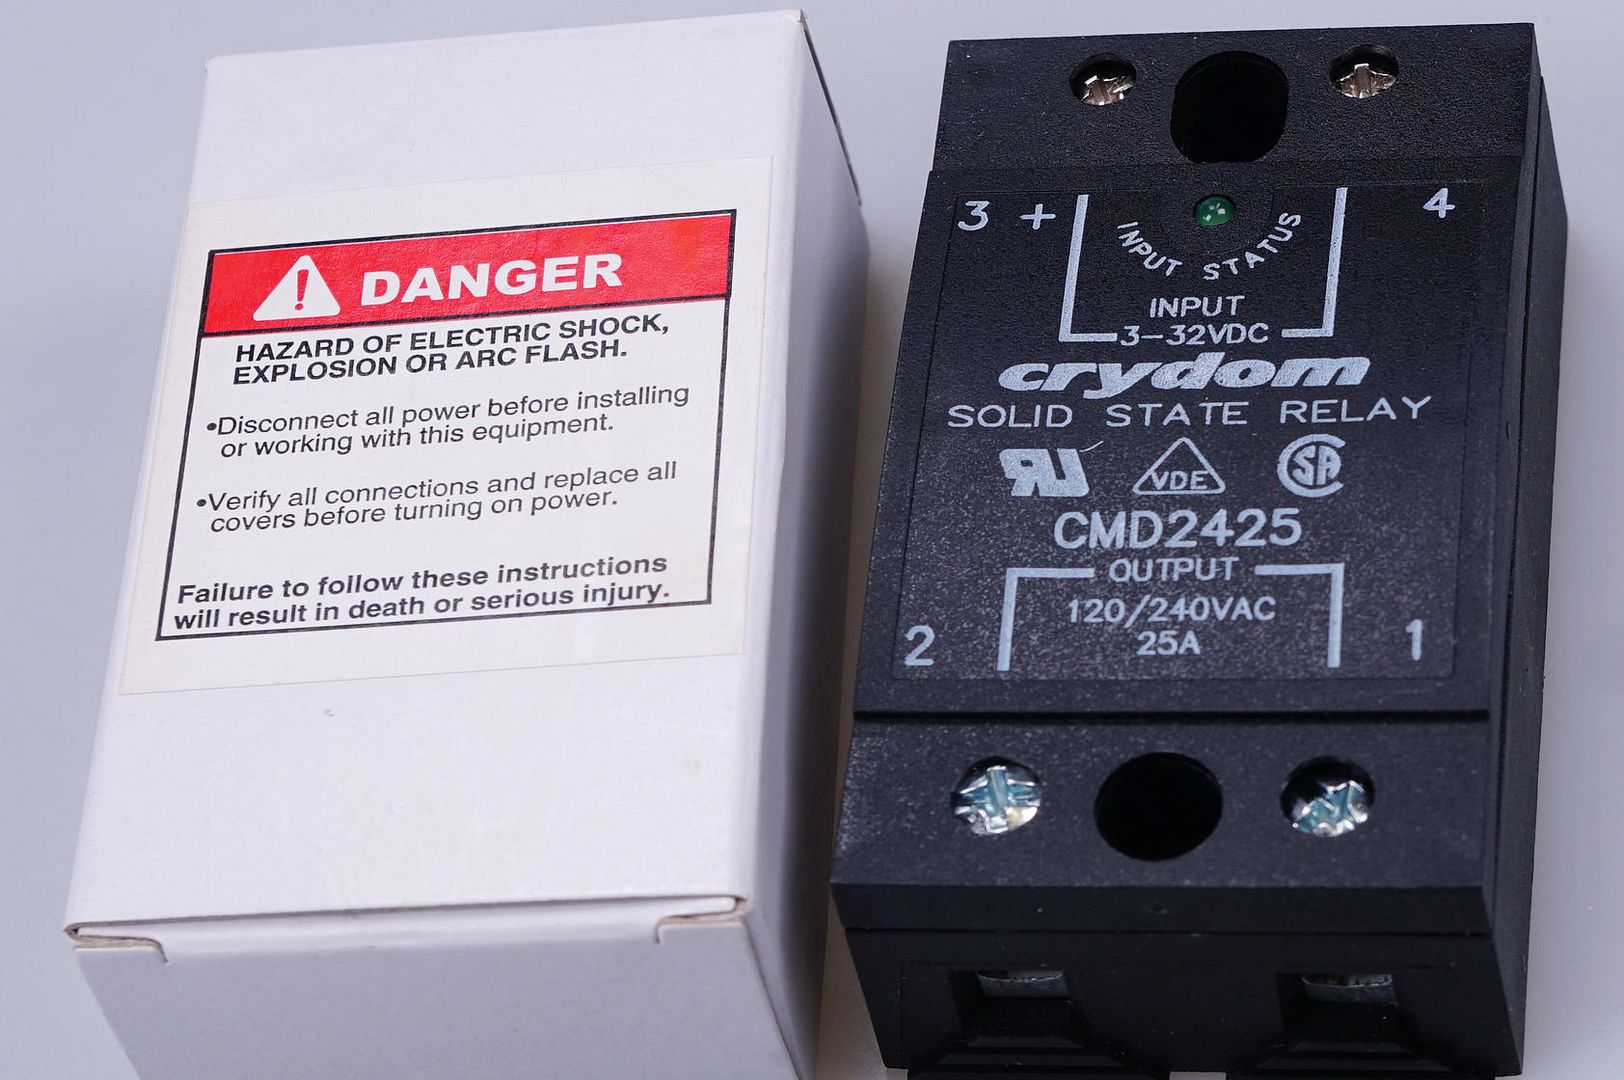 DANGER
HAZARD OF ELECTRIC SHOCK,
EXPLOSION OR ARC FLASH.
•Disconnect all power before installing
or working with this equipment.
•Verify all connections and replace all
covers before turning on power.
Failure to follow these instructions
will result in death or serious injury.
3 + 4
INPUT STATUS
INPUT
3-32VDC
crydom
SOLID STATE RELAY
RU VDE SA
CMD2425
OUTPUT
120/240VAC
25A
2 1